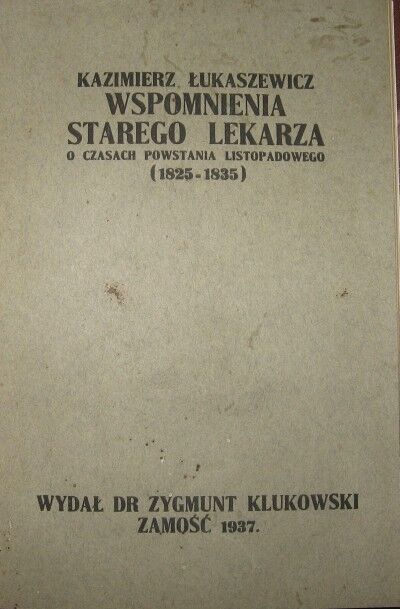 KAZIMIERZ ŁUKASZEWICZ
WSPOMNIENIA
STAREGO LEKARZA
O CZASACH POWSTANIA LISTOPADOWEGO
(1825-1835)
WYDAŁ DR ZYGMUNT KLUKOWSKI
ZAMOŚĆ 1937.